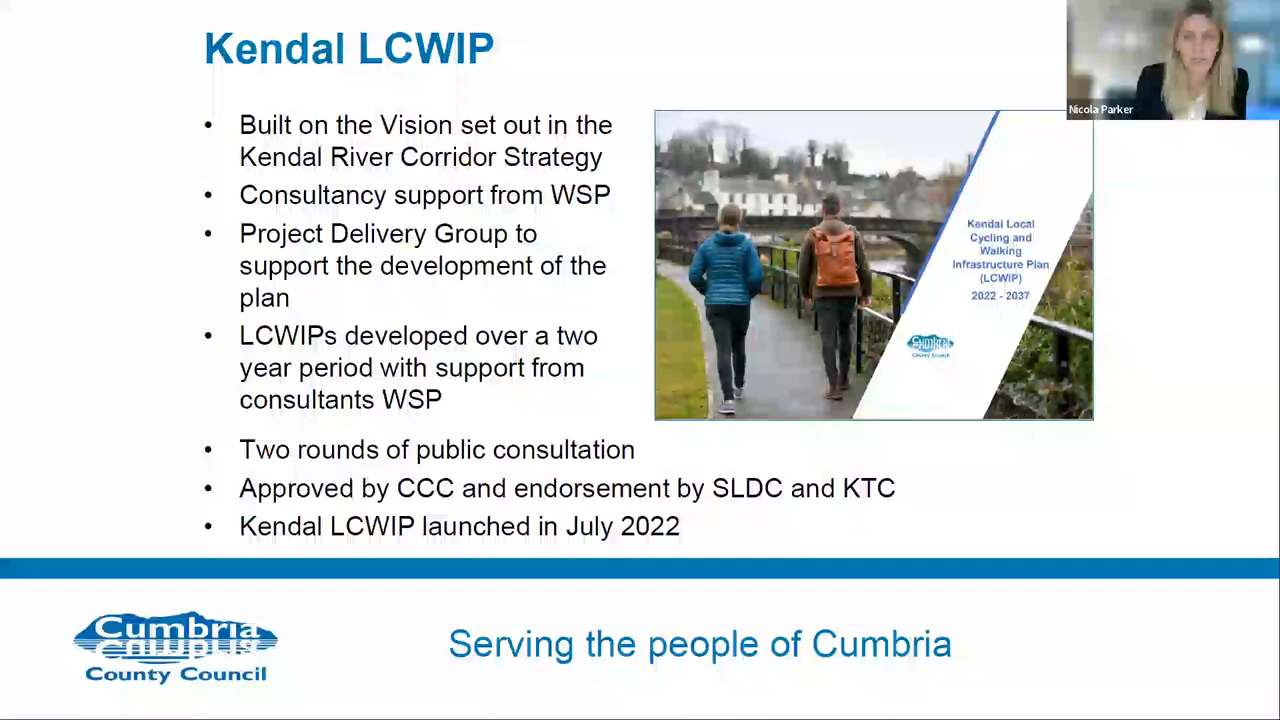 Kendal LCWIP
Nicola Parker
• Built on the Vision set out in the
Kendal River Corridor Strategy
• Consultancy support from WSP
• Project Delivery Group to
support the development of the
plan
• LCWIPs developed over a two
year period with support from
consultants WSP
• Two rounds of public consultation
• Approved by CCC and endorsement by SLDC and KTC
• Kendal LCWIP launched in July 2022
Kendal Local
Cycling and
Walking
Infrastructure Plan
(LCWIP)
2022 - 2037
Cumbria
County Council
Cumbria
County Council
Serving the people of Cumbria